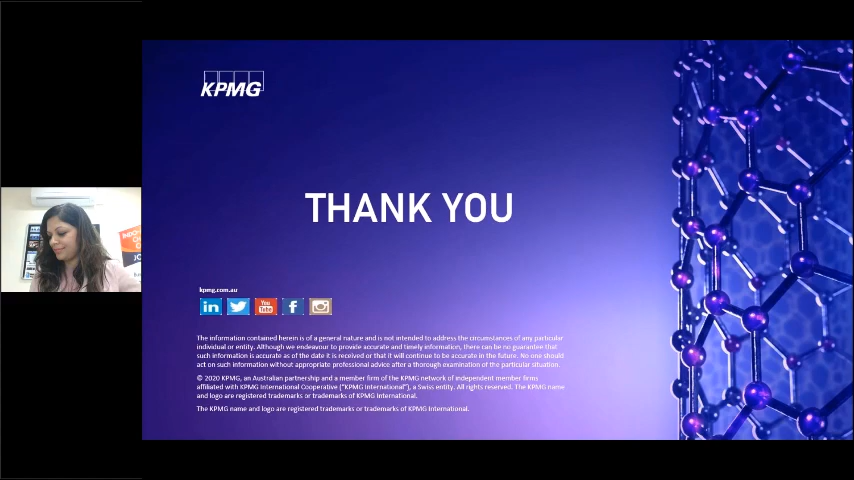 KPMG
THANK YOU
kpmg.com.au
in
You
Tube
f
The information contained herein is of a general nature and is not intended to address the circumstances of any particular
individual or entity. Although we endeavour to provide accurate and timely information, there can be no guarantee that
such information is accurate as of the date it is received or that it will continue to be accurate in the future. No one should
act on such information without appropriate professional advice after a thorough examination of the particular situation.
© 2020 KPMG, an Australian partnership and a member firm of the KPMG network of independent member firms
affiliated with KPMG International Cooperative ("KPMG International"), a Swiss entity. All rights reserved. The KPMG name
and logo are registered trademarks or trademarks of KPMG International.
The KPMG name and logo are registered trademarks or trademarks of KPMG International.